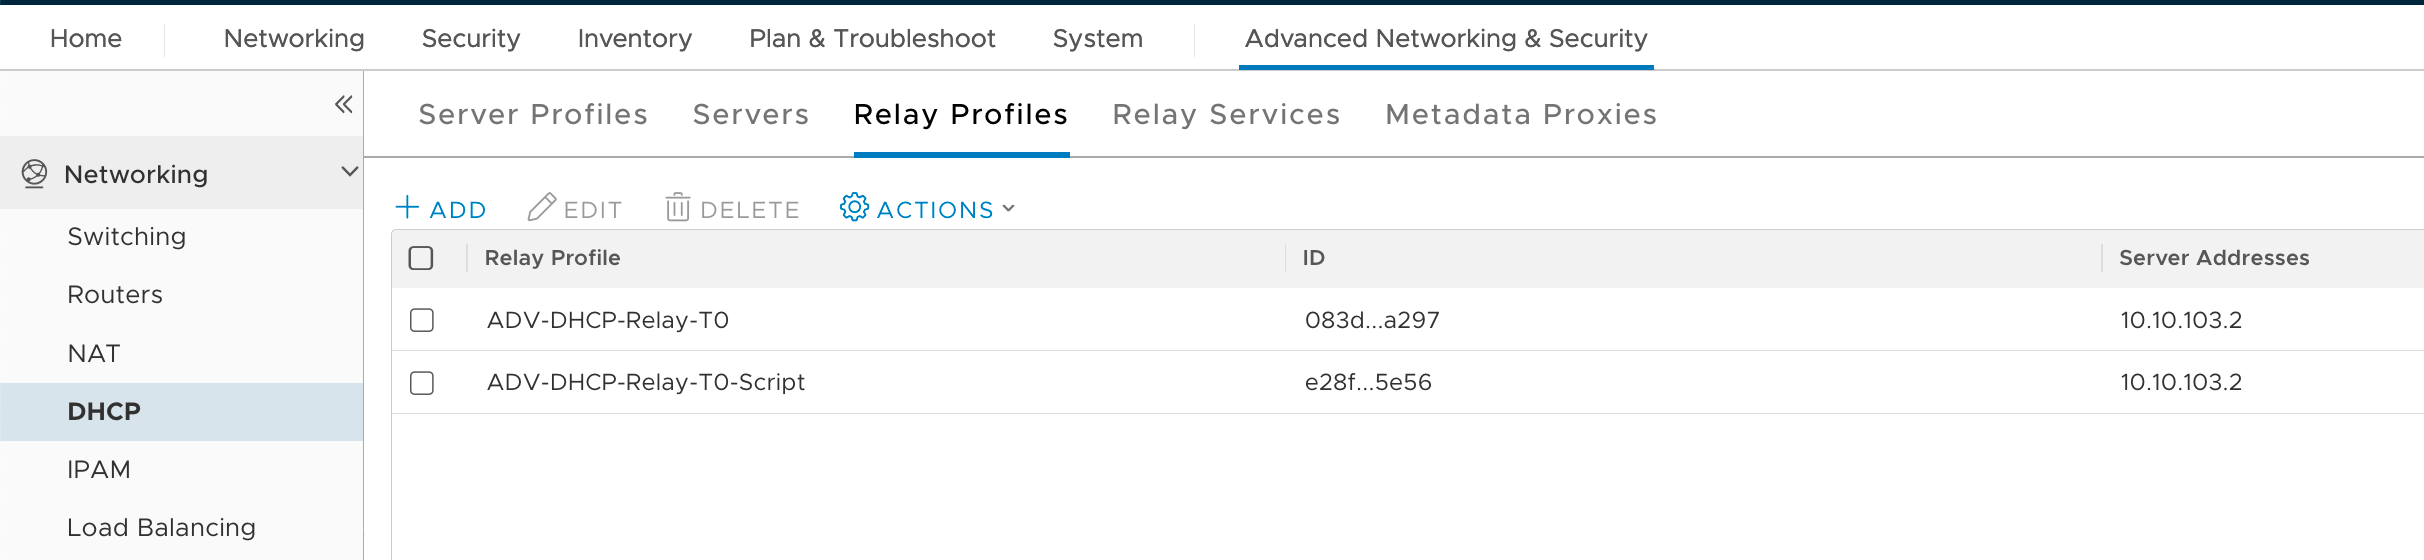 Home Networking Security Inventory Plan & Troubleshoot System Advanced Networking & Security
Server Profiles Servers Relay Profiles Relay Services Metadata Proxies
Networking
Switching
Routers
NAT
DHCP
IPAM
Load Balancing
ADD EDIT DELETE ACTIONS
Relay Profile ID Server Addresses
ADV-DHCP-Relay-T0 083d...a297 10.10.103.2
ADV-DHCP-Relay-T0-Script e28f...5e56 10.10.103.2